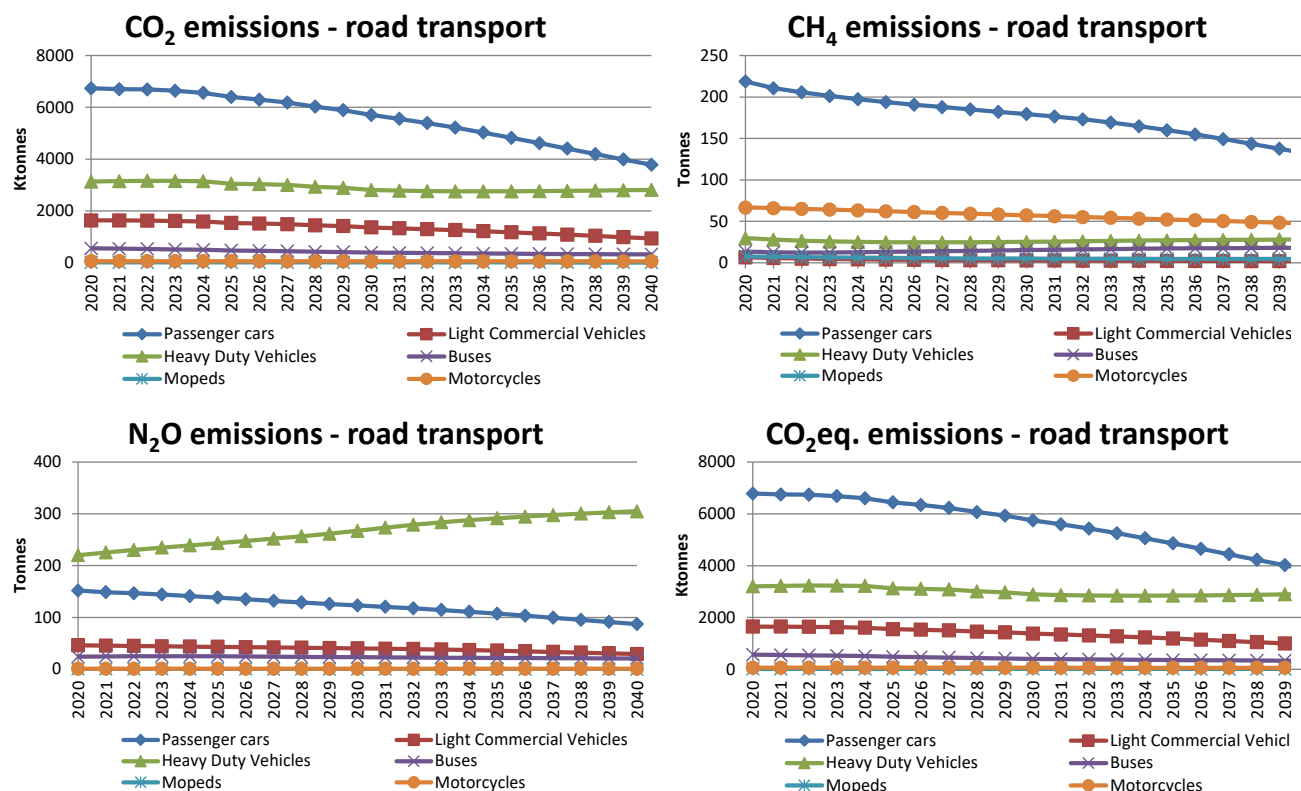 CO₂ emissions - road transport
8000
6000
4000
2000
0
Ktonnes
2020 2021 2022 2023 2024 2025 2026 2027 2028 2029 2030 2031 2032 2033 2034 2035 2036 2037 2038 2039 2040
Passenger cars Light Commercial Vehicles
Heavy Duty Vehicles Buses
Mopeds Motorcycles
CH₄ emissions - road transport
250
200
150
100
50
0
Tonnes
2020 2021 2022 2023 2024 2025 2026 2027 2028 2029 2030 2031 2032 2033 2034 2035 2036 2037 2038 2039
Passenger cars Light Commercial Vehicles
Heavy Duty Vehicles Buses
Mopeds Motorcycles
N₂O emissions - road transport
400
300
200
100
0
Tonnes
2020 2021 2022 2023 2024 2025 2026 2027 2028 2029 2030 2031 2032 2033 2034 2035 2036 2037 2038 2039 2040
Passenger cars Light Commercial Vehicles
Heavy Duty Vehicles Buses
Mopeds Motorcycles
CO₂eq. emissions - road transport
8000
6000
4000
2000
0
Ktonnes
2020 2021 2022 2023 2024 2025 2026 2027 2028 2029 2030 2031 2032 2033 2034 2035 2036 2037 2038 2039
Passenger cars Light Commercial Vehicl
Heavy Duty Vehicles Buses
Mopeds Motorcycles